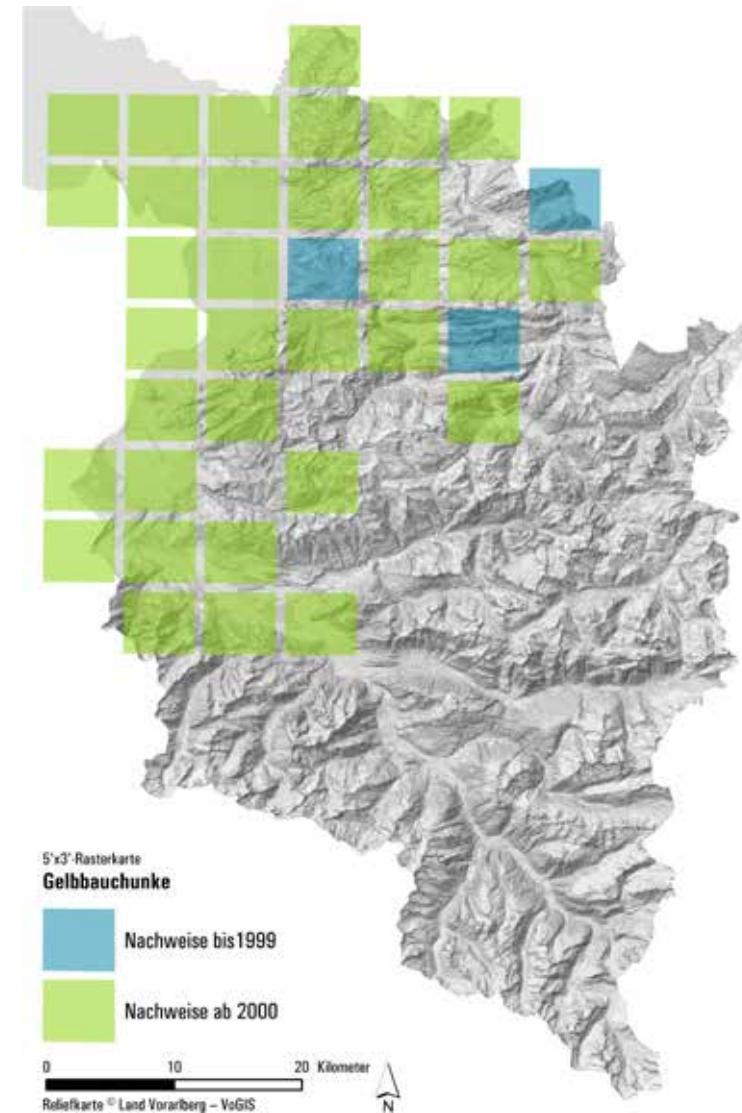 5'x3'-Rasterkarte
Gelbbauchunke
Nachweise bis1999
Nachweise ab 2000
0 10 20 Kilometer
Reliefkarte © Land Vorarlberg – VoGIS
N